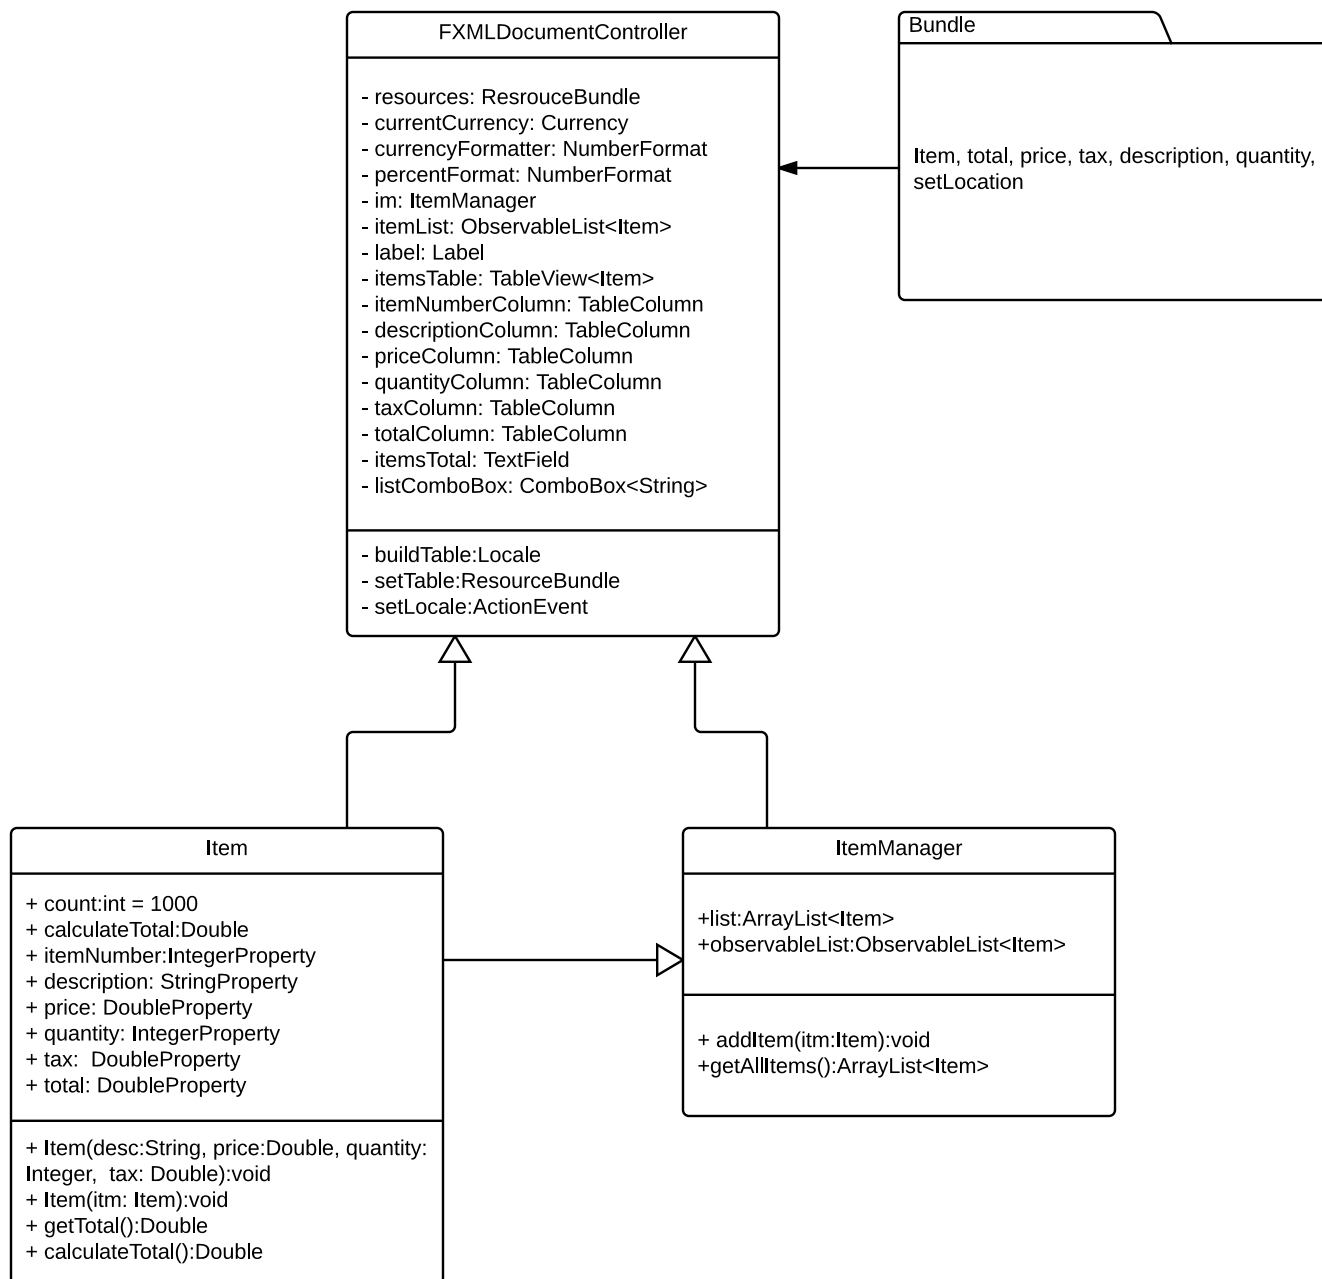 FXMLDocumentController
- resources: ResrouceBundle
- currentCurrency: Currency
- currencyFormatter: NumberFormat
- percentFormat: NumberFormat
- im: ItemManager
- itemList: ObservableList<Item>
- label: Label
- itemsTable: TableView<Item>
- itemNumberColumn: TableColumn
- descriptionColumn: TableColumn
- priceColumn: TableColumn
- quantityColumn: TableColumn
- taxColumn: TableColumn
- totalColumn: TableColumn
- itemsTotal: TextField
- listComboBox: ComboBox<String>
- buildTable:Locale
- setTable:ResourceBundle
- setLocale:ActionEvent
Bundle
Item, total, price, tax, description, quantity,
setLocation
Item
+ count:int = 1000
+ calculateTotal:Double
+ itemNumber:IntegerProperty
+ description: StringProperty
+ price: DoubleProperty
+ quantity: IntegerProperty
+ tax:  DoubleProperty
+ total: DoubleProperty
+ Item(desc:String, price:Double, quantity:
Integer,  tax: Double):void
+ Item(itm: Item):void
+ getTotal():Double
+ calculateTotal():Double
ItemManager
+list:ArrayList<Item>
+observableList:ObservableList<Item>
+ addItem(itm:Item):void
+getAllItems():ArrayList<Item>